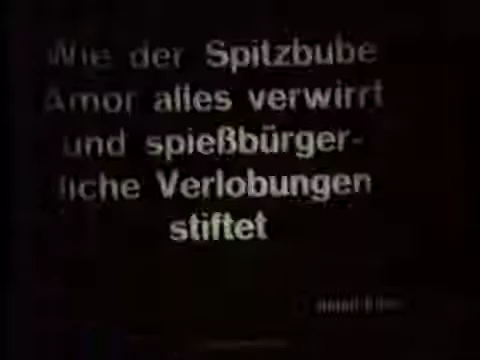 Wie der Spitzbube
Amor alles verwirrt
und spießbürger-
liche Verlobungen
stiftet